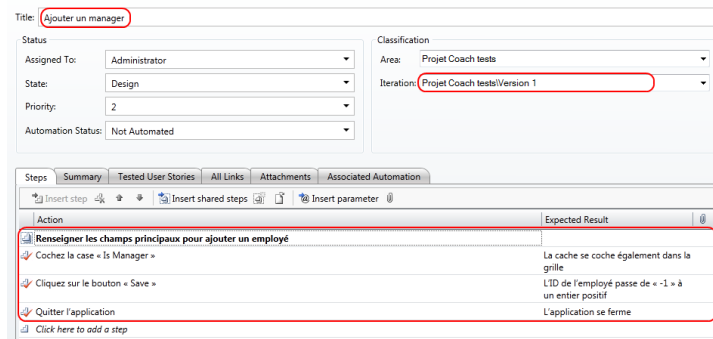 Title: Ajouter un manager
Status
Classification
Assigned To: Administrator
Area: Projet Coach tests
State: Design
Iteration: Projet Coach tests\Version 1
Priority: 2
Automation Status: Not Automated
Steps Summary Tested User Stories All Links Attachments Associated Automation
Insert step Insert shared steps Insert parameter
Action Expected Result
Renseigner les champs principaux pour ajouter un employé
Cochez la case « Is Manager » La cache se coche également dans la
grille
Cliquez sur le bouton « Save » L'ID de l'employé passe de « -1 » à
un entier positif
Quitter l'application L'application se ferme
Click here to add a step